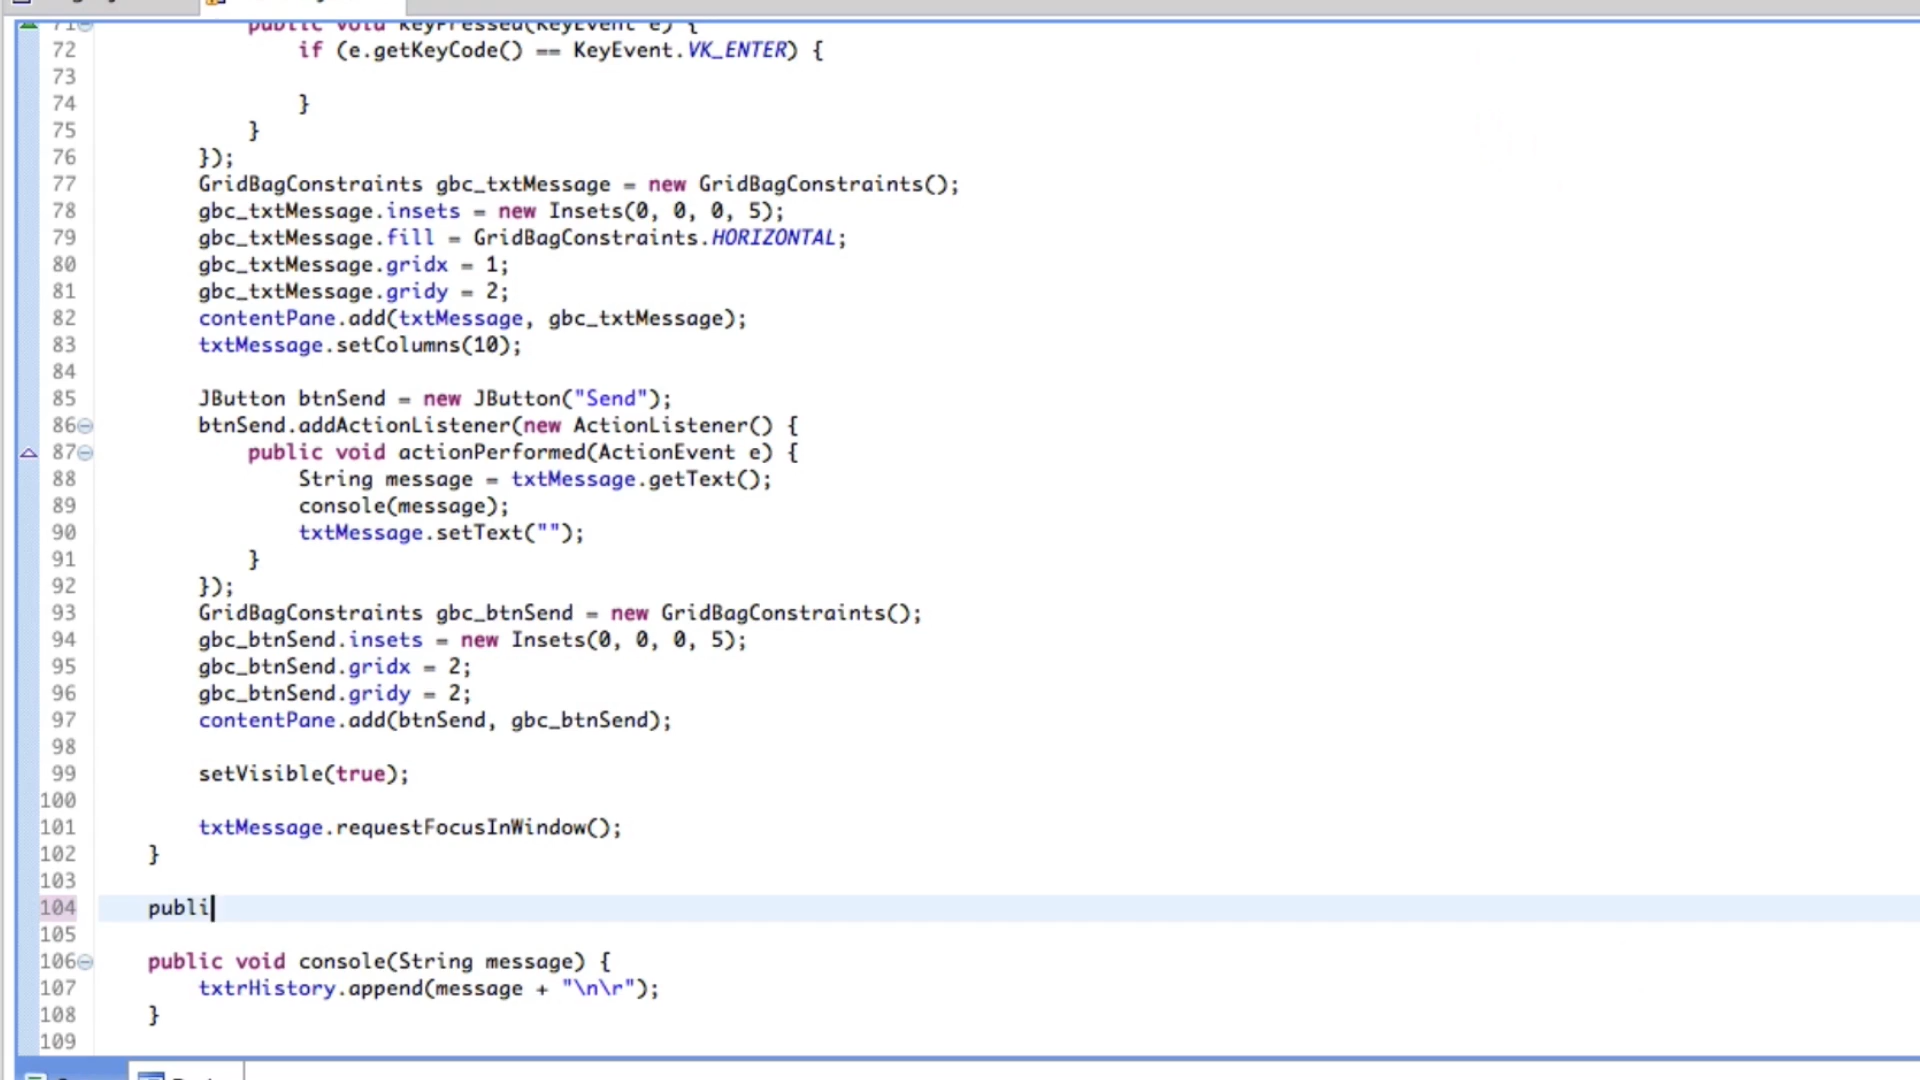 71 public void keyPressed(KeyEvent e) {
72 if (e.getKeyCode() == KeyEvent.VK_ENTER) {
73
74 }
75 }
76 });
77 GridBagConstraints gbc_txtMessage = new GridBagConstraints();
78 gbc_txtMessage.insets = new Insets(0, 0, 0, 5);
79 gbc_txtMessage.fill = GridBagConstraints.HORIZONTAL;
80 gbc_txtMessage.gridx = 1;
81 gbc_txtMessage.gridy = 2;
82 contentPane.add(txtMessage, gbc_txtMessage);
83 txtMessage.setColumns(10);
84
85 JButton btnSend = new JButton("Send");
86 btnSend.addActionListener(new ActionListener() {
87 public void actionPerformed(ActionEvent e) {
88 String message = txtMessage.getText();
89 console(message);
90 txtMessage.setText("");
91 }
92 });
93 GridBagConstraints gbc_btnSend = new GridBagConstraints();
94 gbc_btnSend.insets = new Insets(0, 0, 0, 5);
95 gbc_btnSend.gridx = 2;
96 gbc_btnSend.gridy = 2;
97 contentPane.add(btnSend, gbc_btnSend);
98
99 setVisible(true);
100
101 txtMessage.requestFocusInWindow();
102 }
103
104 publi
105
106 public void console(String message) {
107 txtrHistory.append(message + "\n\r");
108 }
109